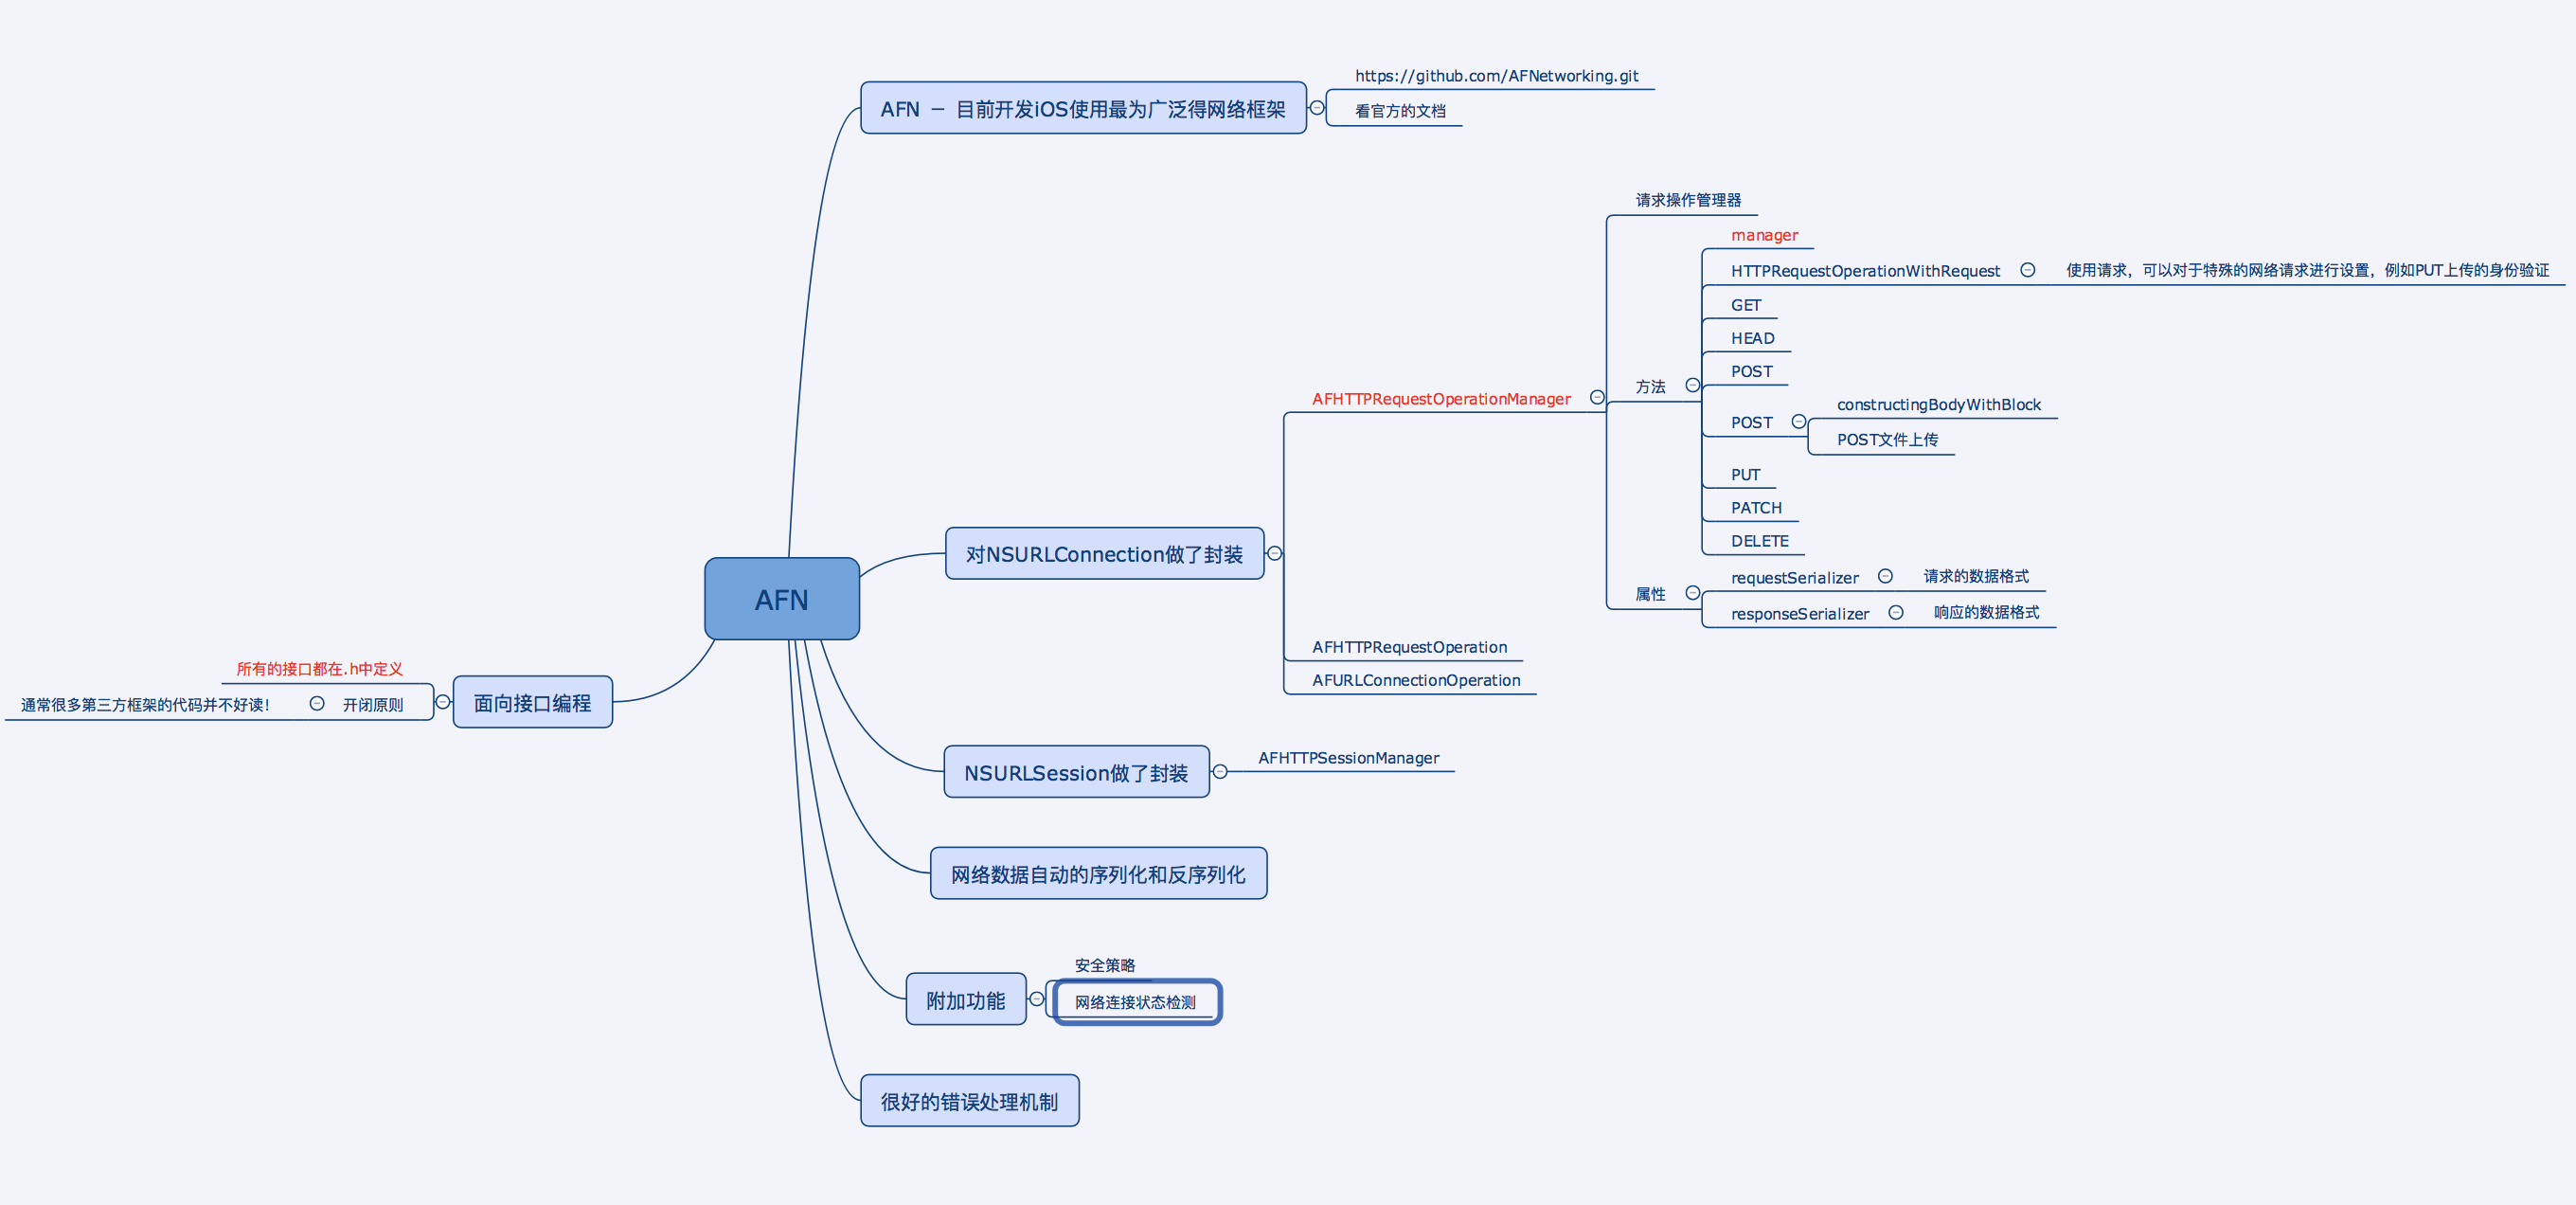 AFN
AFN － 目前开发iOS使用最为广泛得网络框架
https://github.com/AFNetworking.git
看官方的文档
对NSURLConnection做了封装
AFHTTPRequestOperationManager
请求操作管理器
方法
manager
HTTPRequestOperationWithRequest
使用请求，可以对于特殊的网络请求进行设置，例如PUT上传的身份验证
GET
HEAD
POST
POST
constructingBodyWithBlock
POST文件上传
PUT
PATCH
DELETE
属性
requestSerializer
请求的数据格式
responseSerializer
响应的数据格式
AFHTTPRequestOperation
AFURLConnectionOperation
NSURLSession做了封装
AFHTTPSessionManager
网络数据自动的序列化和反序列化
附加功能
安全策略
网络连接状态检测
很好的错误处理机制
面向接口编程
所有的接口都在.h中定义
开闭原则
通常很多第三方框架的代码并不好读！